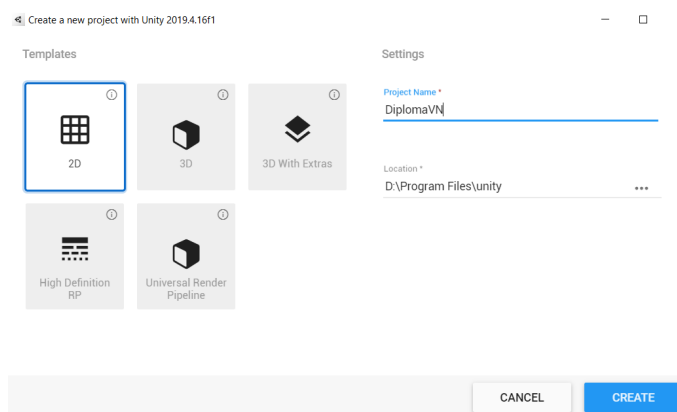 Create a new project with Unity 2019.4.16f1
Templates
Settings
2D
3D
3D With Extras
High Definition
RP
Universal Render
Pipeline
Project Name *
DiplomaVN
Location *
D:\Program Files\unity
CANCEL
CREATE